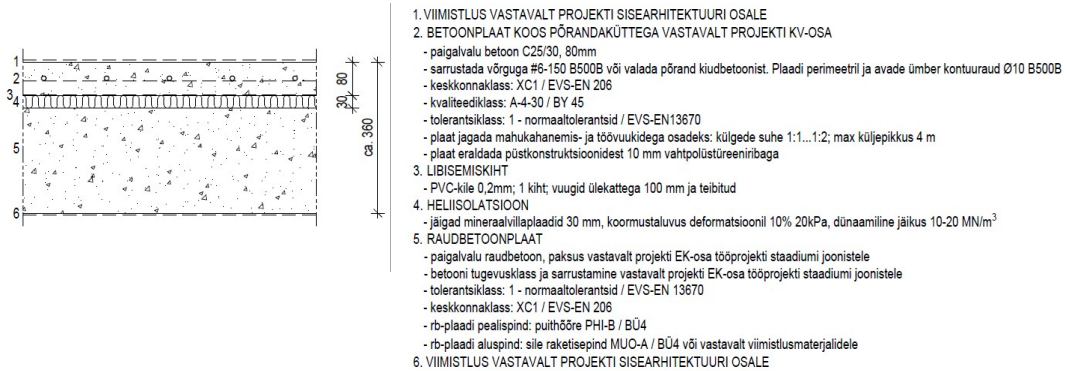 1
2
3
4
5
6
80
30
ca. 360
1. VIIMISTLUS VASTAVALT PROJEKTI SISEARHITEKTUURI OSALE
2. BETOONPLAAT KOOS PÕRANDAKÜTTEGA VASTAVALT PROJEKTI KV-OSA
- paigalvalu betoon C25/30, 80mm
- sarrustada võrguga #6-150 B500B või valada põrand kiudbetoonist. Plaadi perimeetril ja avade ümber kontuuraud Ø10 B500B
- keskkonnaklass: XC1 / EVS-EN 206
- kvaliteediklass: A-4-30 / BY 45
- tolerantsiklass: 1 - normaaltolerantsid / EVS-EN13670
- plaat jagada mahukahanemis- ja töövuukidega osadeks: külgede suhe 1:1...1:2; max küljepikkus 4 m
- plaat eraldada püstkonstruktsioonidest 10 mm vahtpolüstüreeniribaga
3. LIBISEMISKIHT
- PVC-kile 0,2mm; 1 kiht; vuugid ülekattega 100 mm ja teibitud
4. HELIISOLATSIOON
- jäigad mineraalvillaplaadid 30 mm, koormustaluvus deformatsioonil 10% 20kPa, dünaamiline jäikus 10-20 MN/m³
5. RAUDBETOONPLAAT
- paigalvalu raudbetoon, paksus vastavalt projekti EK-osa tööprojekti staadiumi joonistele
- betooni tugevusklass ja sarrustamine vastavalt projekti EK-osa tööprojekti staadiumi joonistele
- tolerantsiklass: 1 - normaaltolerantsid / EVS-EN 13670
- keskkonnaklass: XC1 / EVS-EN 206
- rb-plaadi pealispind: puithõõre PHI-B / BÜ4
- rb-plaadi aluspind: sile raketisepind MUO-A / BÜ4 või vastavalt viimistlusmaterjalidele
6. VIIMISTLUS VASTAVALT PROJEKTI SISEARHITEKTUURI OSALE